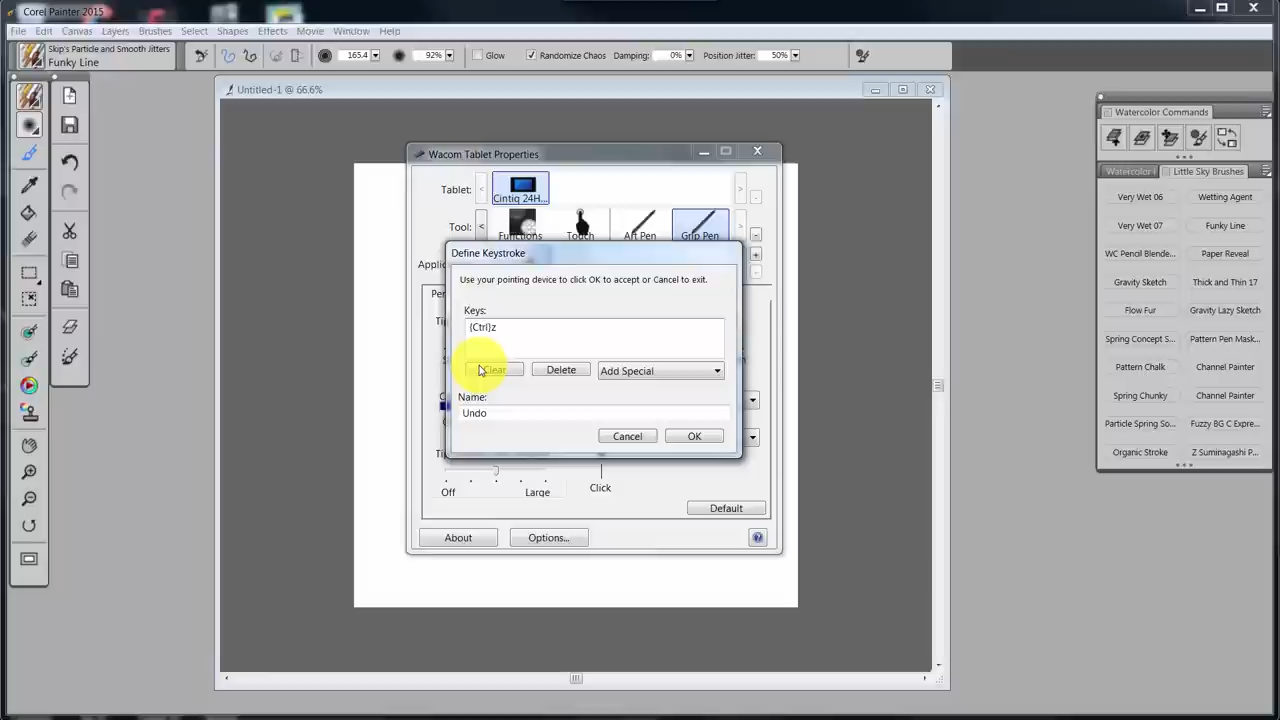 Corel Painter 2015
File Edit Canvas Layers Brushes Select Shapes Effects Movie Window Help
Skip's Particle and Smooth Jitters
Funky Line
165.4 92% Glow Randomize Chaos Damping: 0% Position Jitter: 50%
Untitled-1 @ 66.6%
Watercolor Commands
Watercolor Little Sky Brushes
Very Wet 06 Wetting Agent
Very Wet 07 Funky Line
WC Pencil Blende... Paper Reveal
Gravity Sketch Thick and Thin 17
Flow Fur Gravity Lazy Sketch
Spring Concept M... Pattern Pen Mask...
Pattern Chalk Channel Painter
Spring Chunky Channel Painter
Particle Spring So... Fuzzy BG C Expre...
Organic Stroke Z Suminagashi P...
Wacom Tablet Properties
Tablet: Cintiq 24H...
Tool: Functions Touch Art Pen Grip Pen
Define Keystroke
Use your pointing device to click OK to accept or Cancel to exit.
Keys:
{Ctrl}z
Clear Delete Add Special
Name:
Undo
Cancel OK
Off Large Click
Default
About Options...